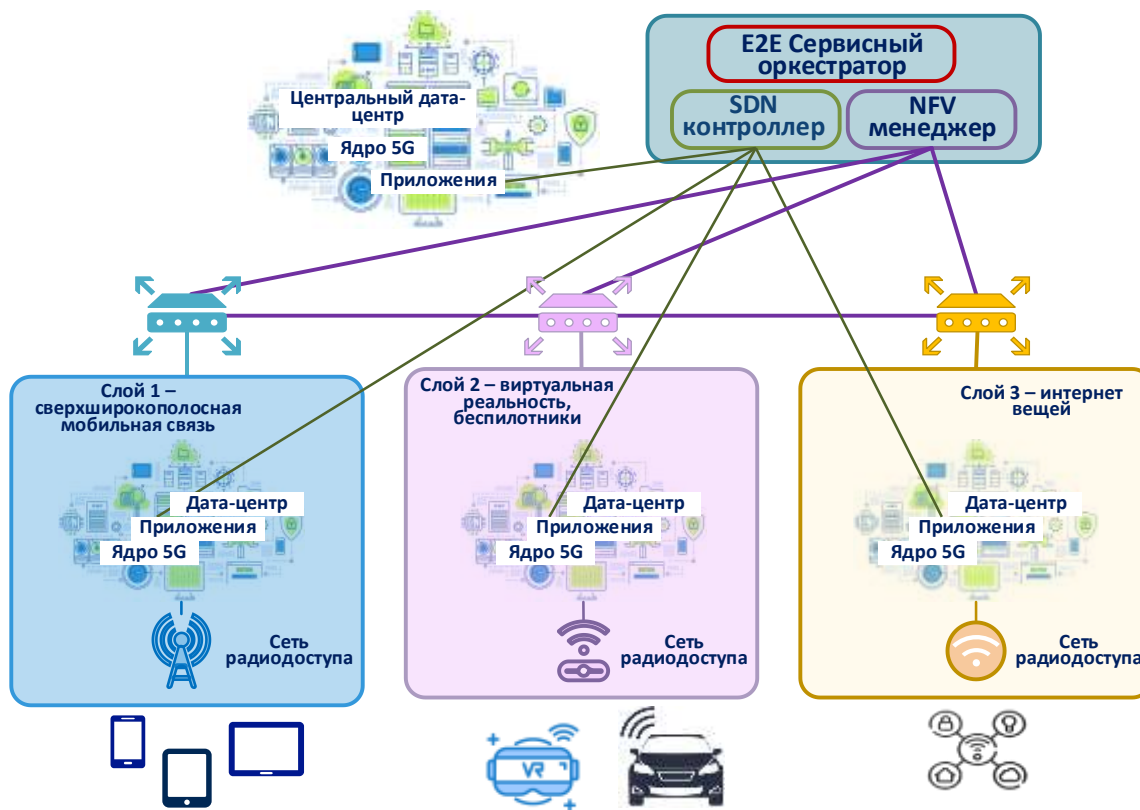 E2E Сервисный
оркестратор
SDN
контроллер
NFV
менеджер
Центральный дата-
центр
Ядро 5G
Приложения
Слой 1 –
сверхширокополосная
мобильная связь
Дата-центр
Приложения
Ядро 5G
Сеть
радиодоступа
Слой 2 – виртуальная
реальность,
беспилотники
Дата-центр
Приложения
Ядро 5G
Сеть
радиодоступа
Слой 3 – интернет
вещей
Дата-центр
Приложения
Ядро 5G
Сеть
радиодоступа
VR